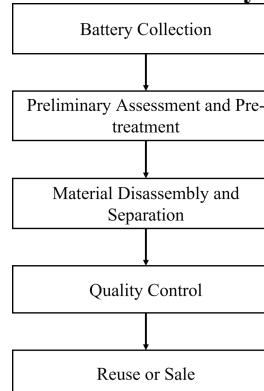 Battery Collection
Preliminary Assessment and Pre-
treatment
Material Disassembly and
Separation
Quality Control
Reuse or Sale